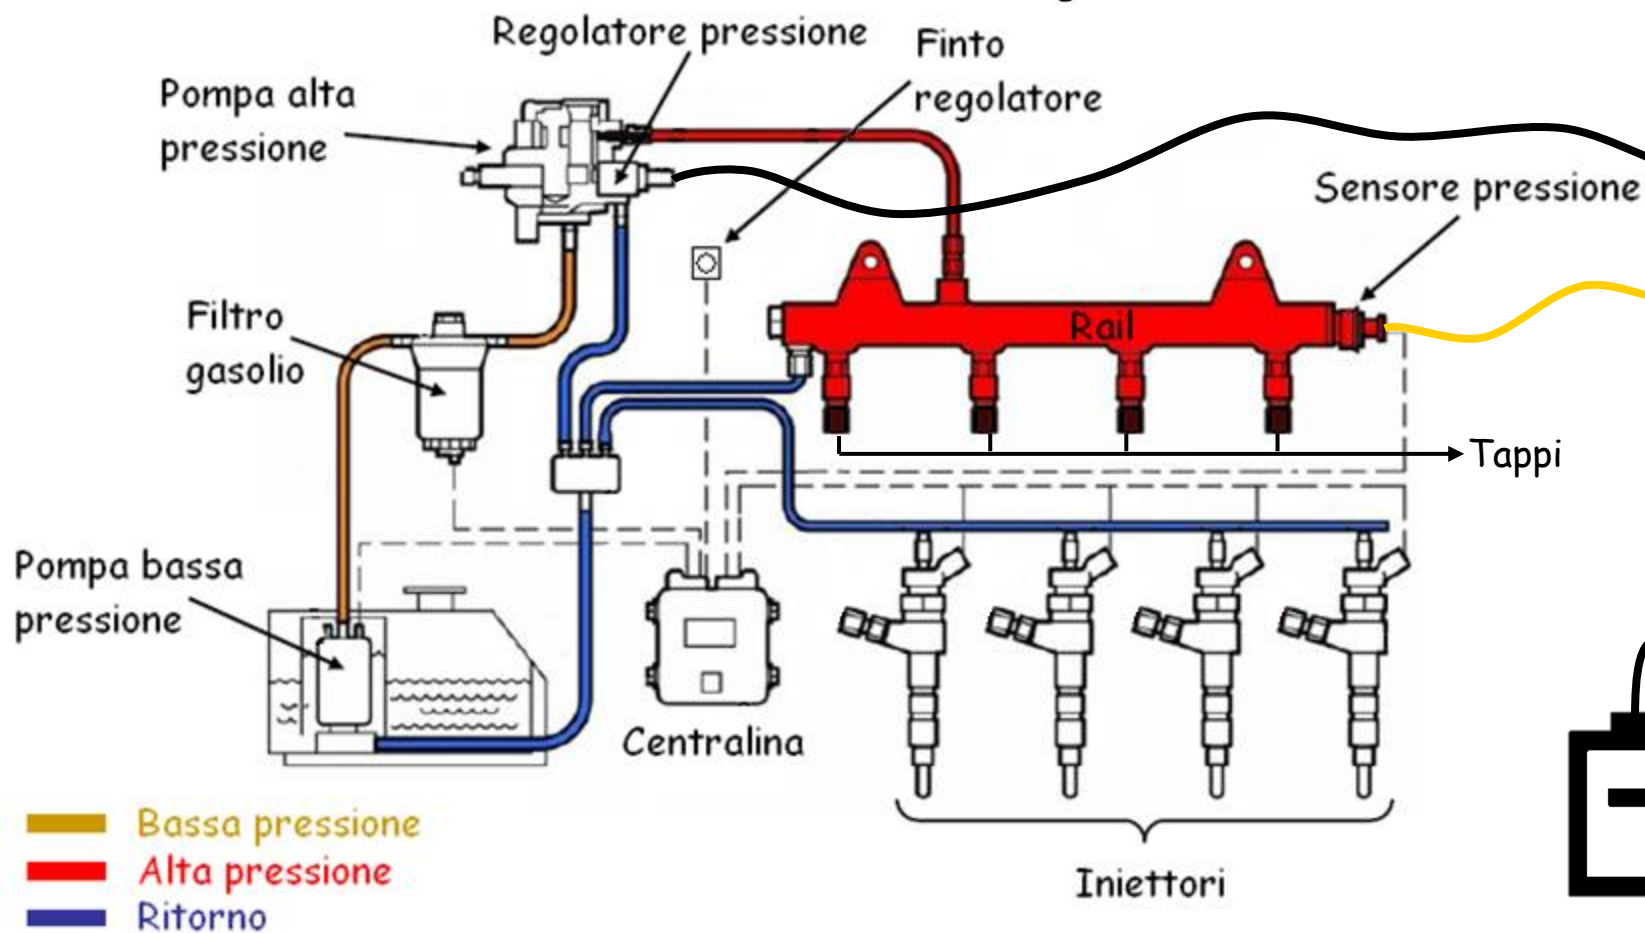 Regolatore pressione
Finto
regolatore
Pompa alta
pressione
Sensore pressione
Filtro
gasolio
Rail
Tappi
Pompa bassa
pressione
Centralina
Iniettori
Bassa pressione
Alta pressione
Ritorno